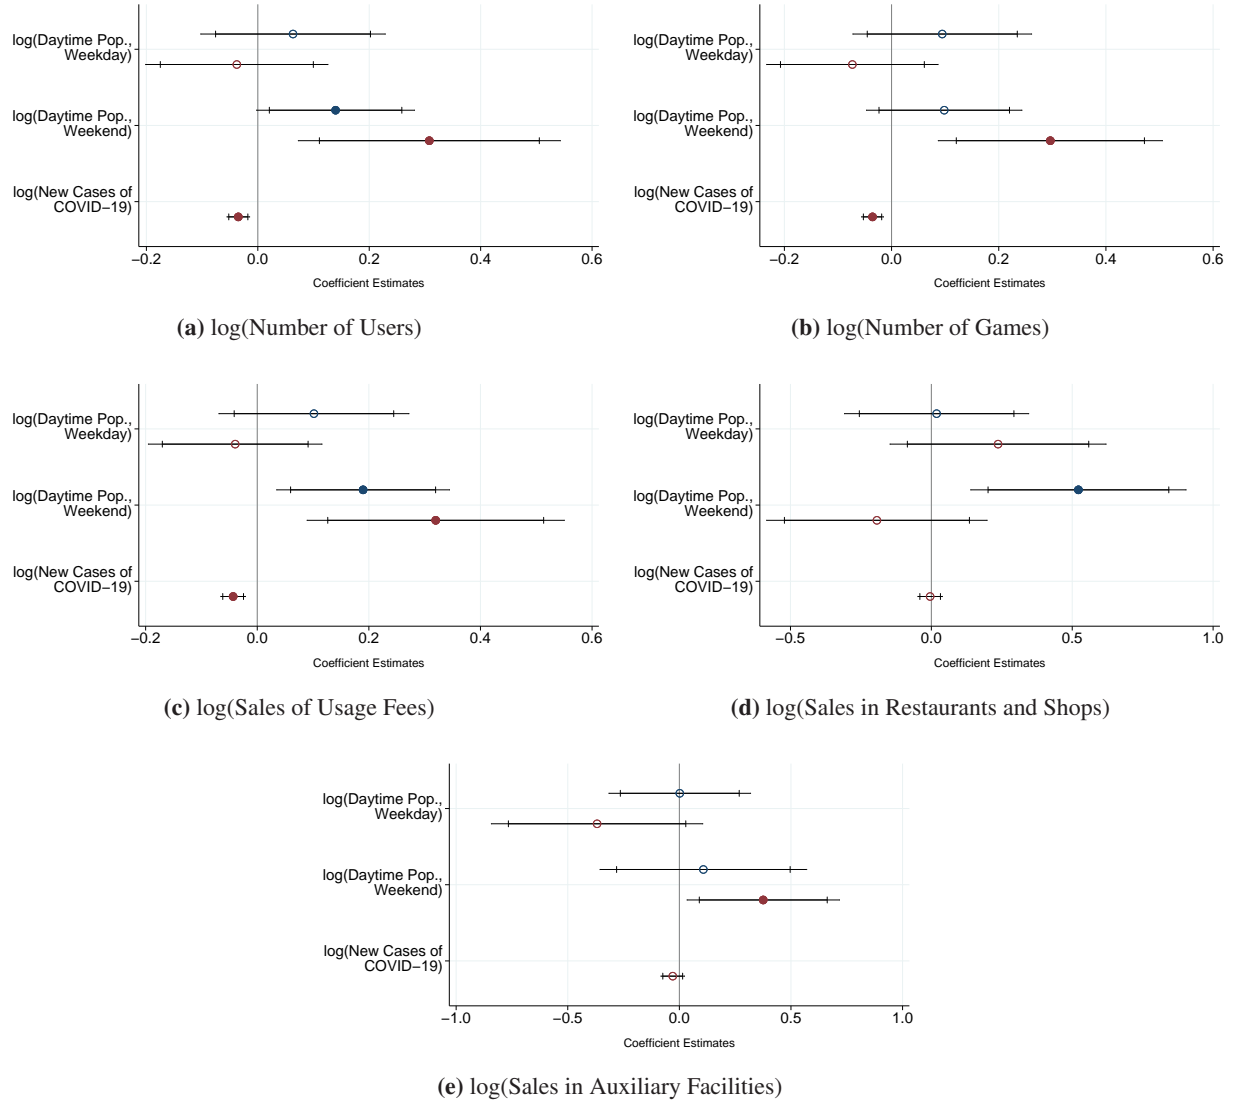 log(Daytime Pop.,
Weekday)
log(Daytime Pop.,
Weekend)
log(New Cases of
COVID−19)
−0.2 0.0 0.2 0.4 0.6
Coefficient Estimates
(a) log(Number of Users)
log(Daytime Pop.,
Weekday)
log(Daytime Pop.,
Weekend)
log(New Cases of
COVID−19)
−0.2 0.0 0.2 0.4 0.6
Coefficient Estimates
(b) log(Number of Games)
log(Daytime Pop.,
Weekday)
log(Daytime Pop.,
Weekend)
log(New Cases of
COVID−19)
−0.2 0.0 0.2 0.4 0.6
Coefficient Estimates
(c) log(Sales of Usage Fees)
log(Daytime Pop.,
Weekday)
log(Daytime Pop.,
Weekend)
log(New Cases of
COVID−19)
−0.5 0.0 0.5 1.0
Coefficient Estimates
(d) log(Sales in Restaurants and Shops)
log(Daytime Pop.,
Weekday)
log(Daytime Pop.,
Weekend)
log(New Cases of
COVID−19)
−1.0 −0.5 0.0 0.5 1.0
Coefficient Estimates
(e) log(Sales in Auxiliary Facilities)